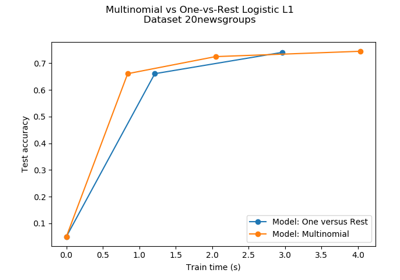 Multinomial vs One-vs-Rest Logistic L1
Dataset 20newsgroups
Test accuracy
0.7
0.6
0.5
0.4
0.3
0.2
0.1
Model: One versus Rest
Model: Multinomial
0.0 0.5 1.0 1.5 2.0 2.5 3.0 3.5 4.0
Train time (s)